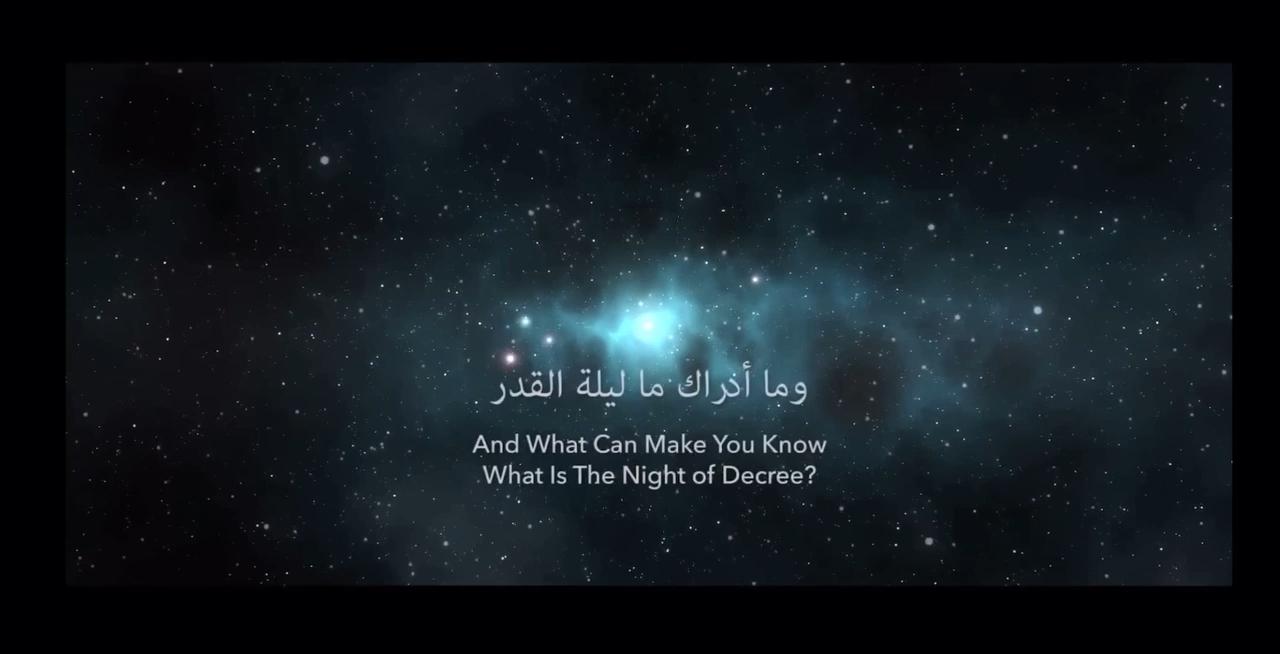 وما أدراك ما ليلة القدر
And What Can Make You Know
What Is The Night of Decree?